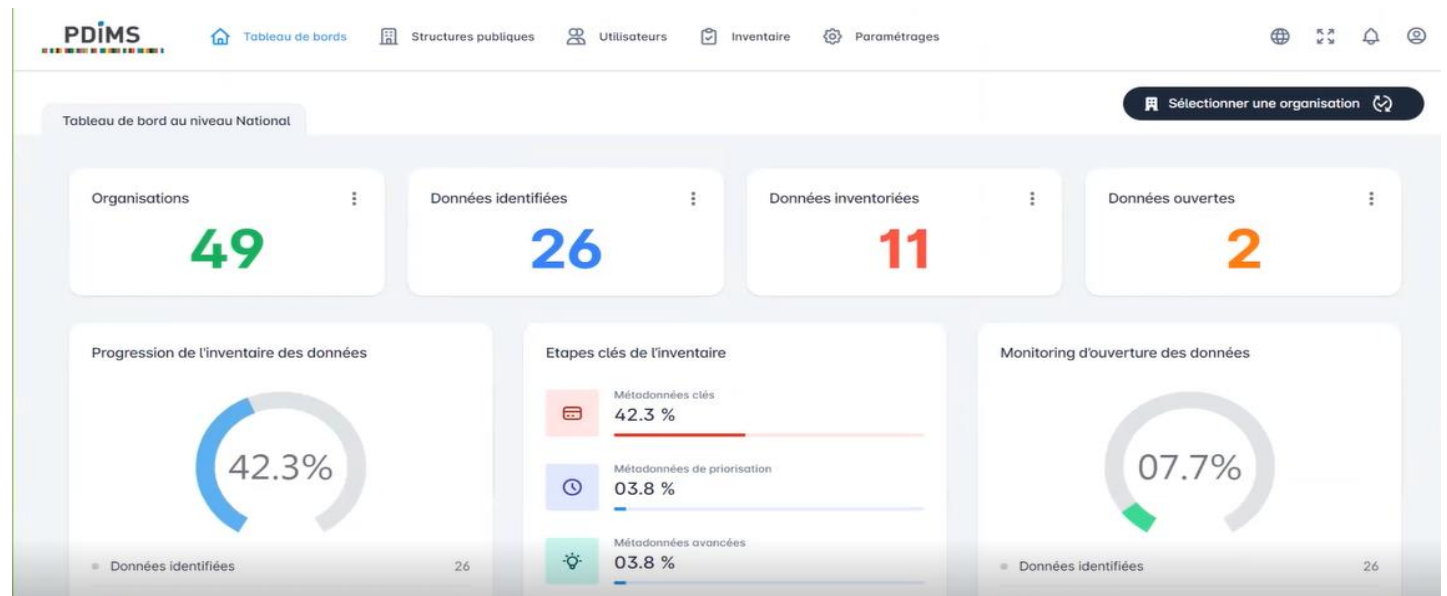 PDiMS
Tableau de bords
Structures publiques
Utilisateurs
Inventaire
Paramétrages
Sélectionner une organisation
Tableau de bord au niveau National
Organisations
49
Données identifiées
26
Données inventoriées
11
Données ouvertes
2
Progression de l'inventaire des données
42.3%
Données identifiées 26
Etapes clés de l'inventaire
Métadonnées clés
42.3 %
Métadonnées de priorisation
03.8 %
Métadonnées avancées
03.8 %
Monitoring d'ouverture des données
07.7%
Données identifiées 26